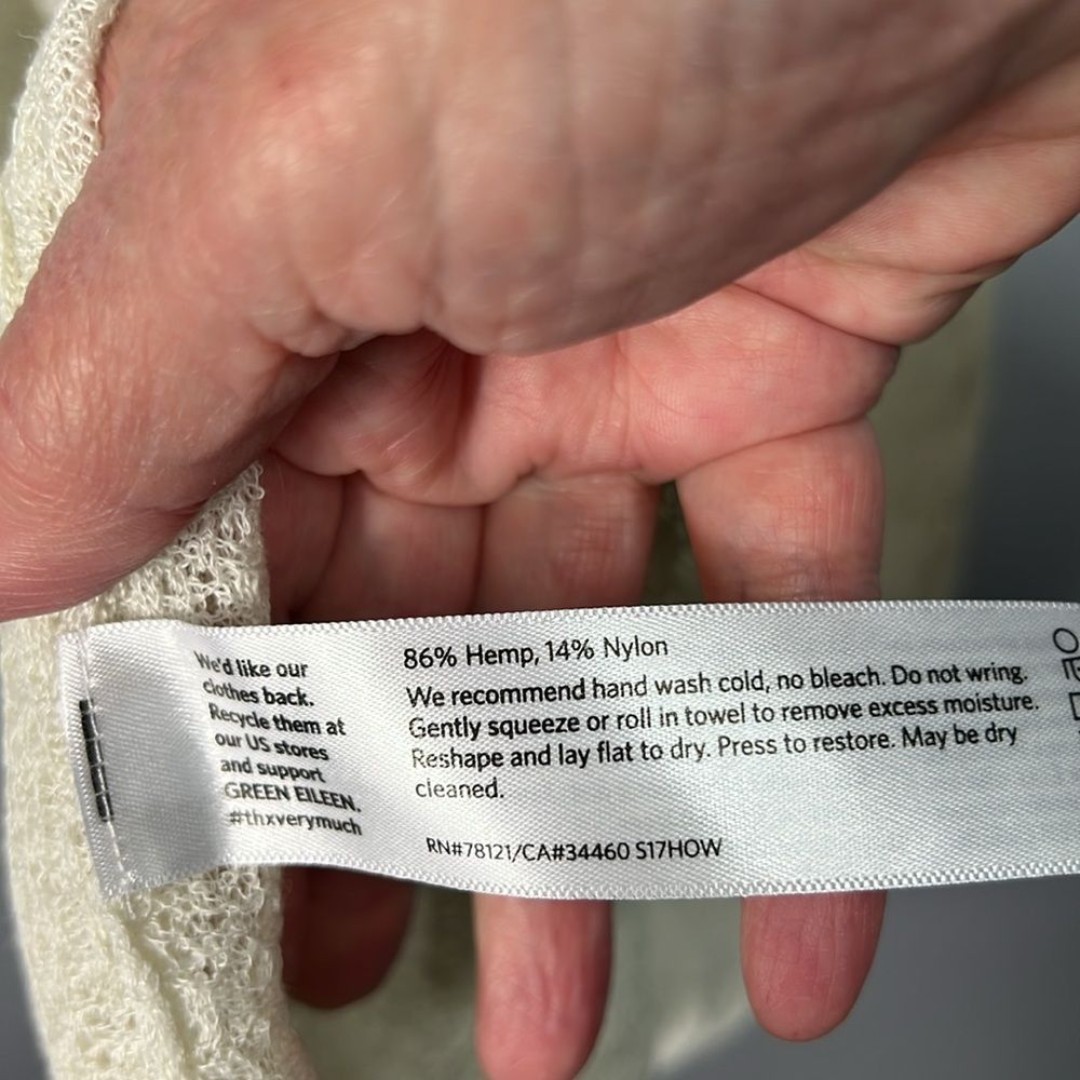 We'd like our
clothes back.
Recycle them at
our US stores
and support
GREEN EILEEN.
#thxverymuch
86% Hemp, 14% Nylon
We recommend hand wash cold, no bleach. Do not wring.
Gently squeeze or roll in towel to remove excess moisture.
Reshape and lay flat to dry. Press to restore. May be dry
cleaned.
RN#78121/CA#34460 S17HOW